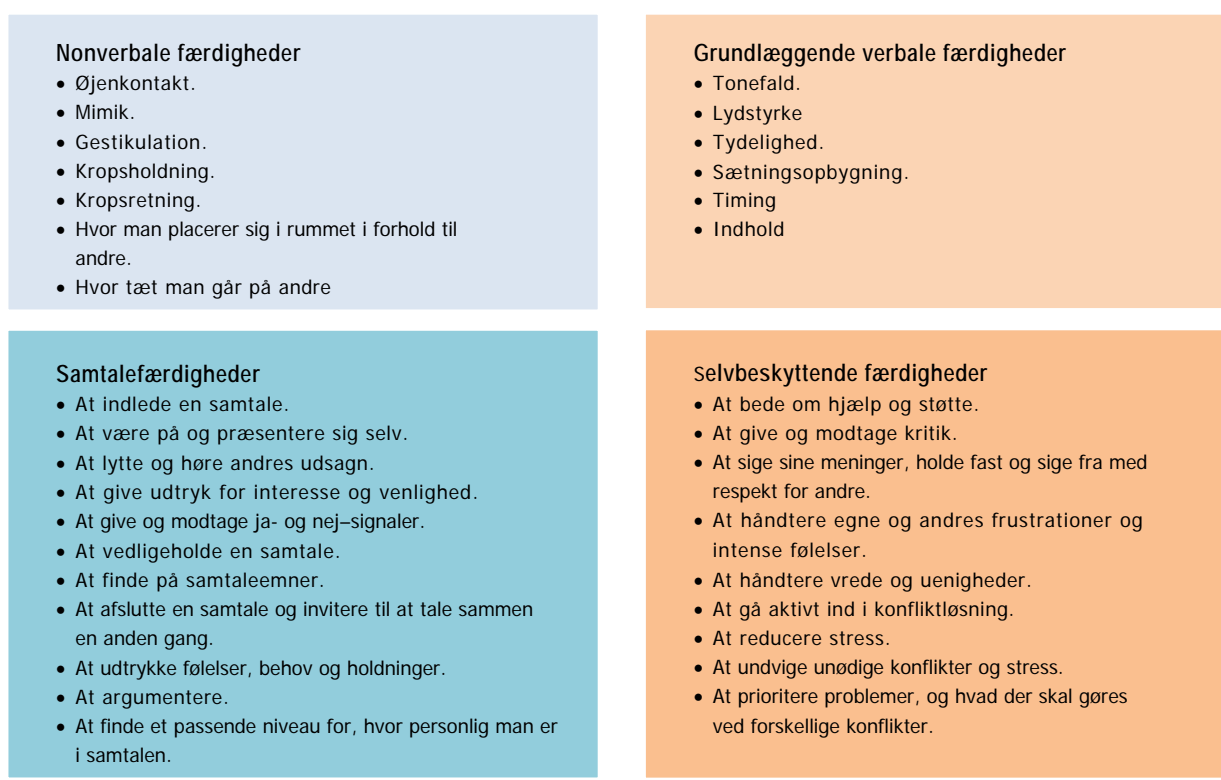 Nonverbale færdigheder
• Øjenkontakt.
• Mimik.
• Gestikulation.
• Kropsholdning.
• Kropsretning.
• Hvor man placerer sig i rummet i forhold til
andre.
• Hvor tæt man går på andre
Grundlæggende verbale færdigheder
• Tonefald.
• Lydstyrke
• Tydelighed.
• Sætningsopbygning.
• Timing
• Indhold
Samtalefærdigheder
• At indlede en samtale.
• At være på og præsentere sig selv.
• At lytte og høre andres udsagn.
• At give udtryk for interesse og venlighed.
• At give og modtage ja- og nej–signaler.
• At vedligeholde en samtale.
• At finde på samtaleemner.
• At afslutte en samtale og invitere til at tale sammen
en anden gang.
• At udtrykke følelser, behov og holdninger.
• At argumentere.
• At finde et passende niveau for, hvor personlig man er
i samtalen.
Selvbeskyttende færdigheder
• At bede om hjælp og støtte.
• At give og modtage kritik.
• At sige sine meninger, holde fast og sige fra med
respekt for andre.
• At håndtere egne og andres frustrationer og
intense følelser.
• At håndtere vrede og uenigheder.
• At gå aktivt ind i konfliktløsning.
• At reducere stress.
• At undvige unødige konflikter og stress.
• At prioritere problemer, og hvad der skal gøres
ved forskellige konflikter.